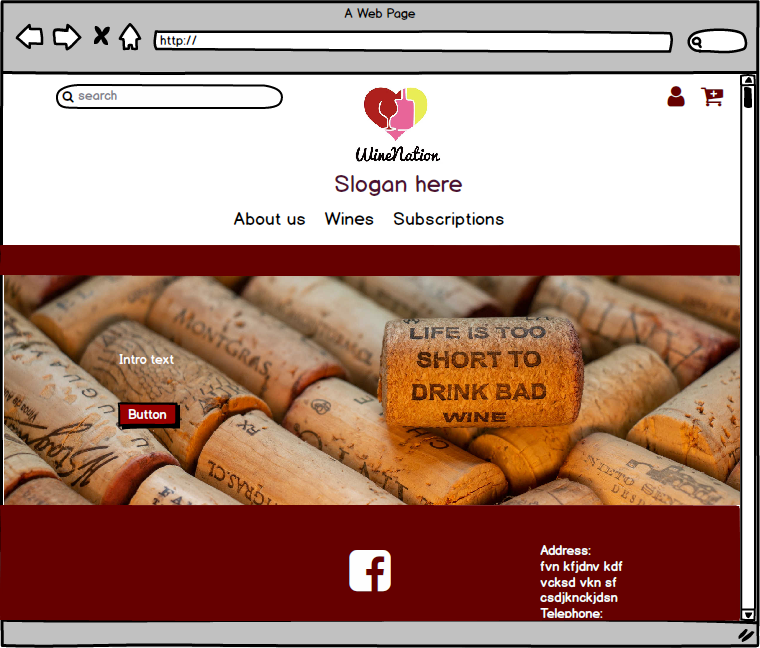 A Web Page
http://
search
WineNation
Slogan here
About us Wines Subscriptions
MONTGRAS
LIFE IS TOO
SHORT TO
DRINK BAD
WINE
Intro text
Button
Address:
fvn kfjdnv kdf
vcksd vkn sf
csdjknckjdsn
Telephone: